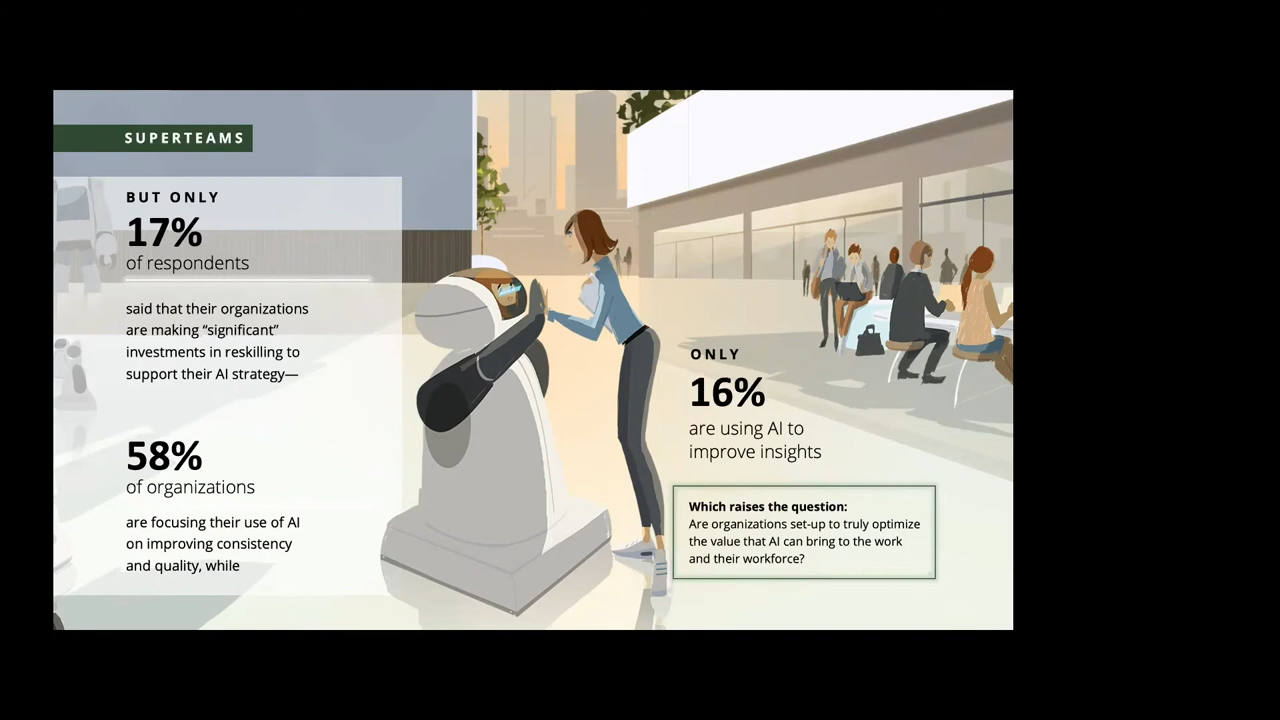 SUPERTEAMS
BUT ONLY
17%
of respondents
said that their organizations
are making “significant”
investments in reskilling to
support their AI strategy—
58%
of organizations
are focusing their use of AI
on improving consistency
and quality, while
ONLY
16%
are using AI to
improve insights
Which raises the question:
Are organizations set-up to truly optimize
the value that AI can bring to the work
and their workforce?